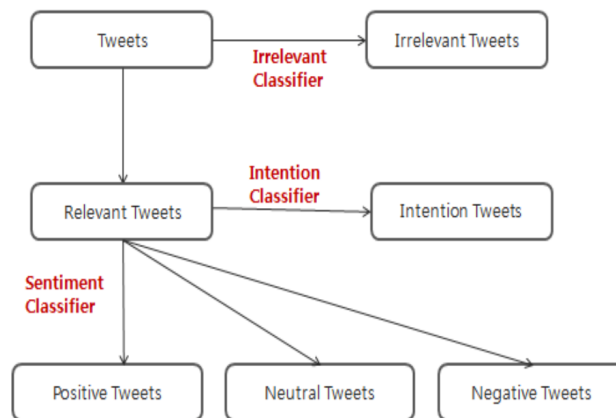 Tweets
Irrelevant Tweets
Irrelevant
Classifier
Intention
Classifier
Relevant Tweets
Intention Tweets
Sentiment
Classifier
Positive Tweets
Neutral Tweets
Negative Tweets